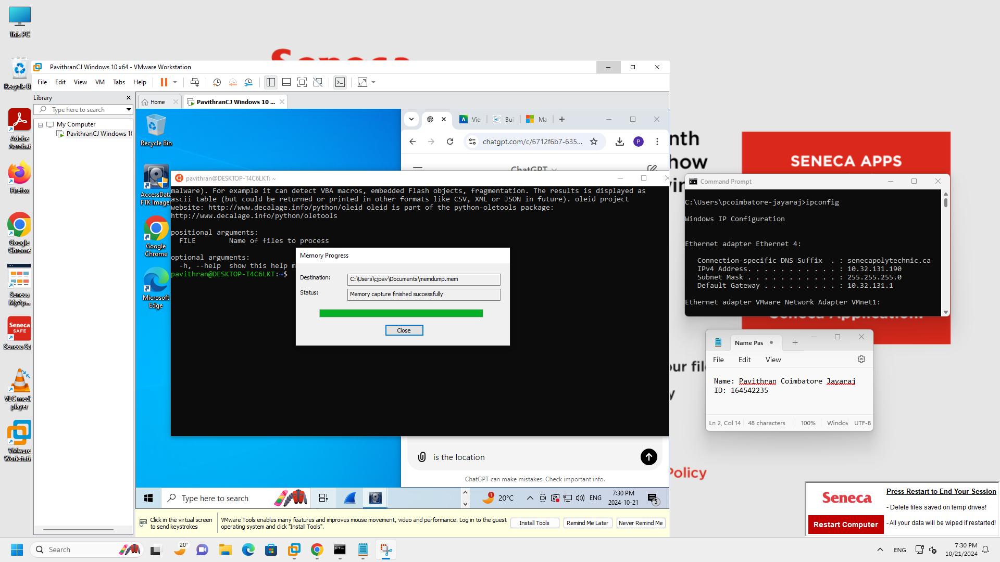 This PC
Recycle Bi
Adobe
Acrobat
Firefox
Google
Chrome
Seneca
MyAp...
Seneca
SAFE
Seneca Sa
VLC medi
player
VMware
Workstati
Seneca
PavithranCJ Windows 10 x64 - VMware Workstation
File Edit View VM Tabs Help
Library
Type here to search
My Computer
PavithranCJ Windows 10
Home
PavithranCJ Windows 10 ...
Recycle Bin
AccessData
FTK Imager
Google
Chrome
Microsoft
Edge
Vie
Bui
Ma
chatgpt.com/c/6712f6b7-635...
P
ChatGPT
pavithran@DESKTOP-T4C6LKT: ~
malware). For example it can detect VBA macros, embedded Flash objects, fragmentation. The results is displayed as
ascii table (but could be returned or printed in other formats like CSV, XML or JSON in future). oleid project
website: http://www.decalage.info/python/oleid oleid is part of the python-oletools package:
http://www.decalage.info/python/oletools
positional arguments:
FILE Name of files to process
optional arguments:
-h, --help show this help m
pavithran@DESKTOP-T4C6LKT:~$
Memory Progress
Destination: C:\Users\cjpav\Documents\memdump.mem
Status: Memory capture finished successfully
Close
is the location
ChatGPT can make mistakes. Check important info.
Type here to search
1
20°C
ENG
7:30 PM
2024-10-21
5
Click in the virtual screen
to send keystrokes
VMware Tools enables many features and improves mouse movement, video and performance. Log in to the guest
operating system and click "Install Tools".
Install Tools
Remind Me Later
Never Remind Me
nth
how
SENECA APPS
Command Prompt
C:\Users\pcoimbatore-jayaraj>ipconfig
Windows IP Configuration
Ethernet adapter Ethernet 4:
Connection-specific DNS Suffix . : senecapolytechnic.ca
IPv4 Address. . . . . . . . . . . : 10.32.131.190
Subnet Mask . . . . . . . . . . . : 255.255.255.0
Default Gateway . . . . . . . . . : 10.32.131.1
Ethernet adapter VMware Network Adapter VMnet1:
Name Pav
File Edit View
Name: Pavithran Coimbatore Jayaraj
ID: 164542235
Ln 2, Col 14
48 characters
100%
Window
UTF-8
our file
y
Policy
Seneca
Press Restart to End Your Session
- Delete files saved on temp drives!
Restart Computer
- All your data will be wiped if restarted!
Search
20°
ENG
7:30 PM
10/21/2024